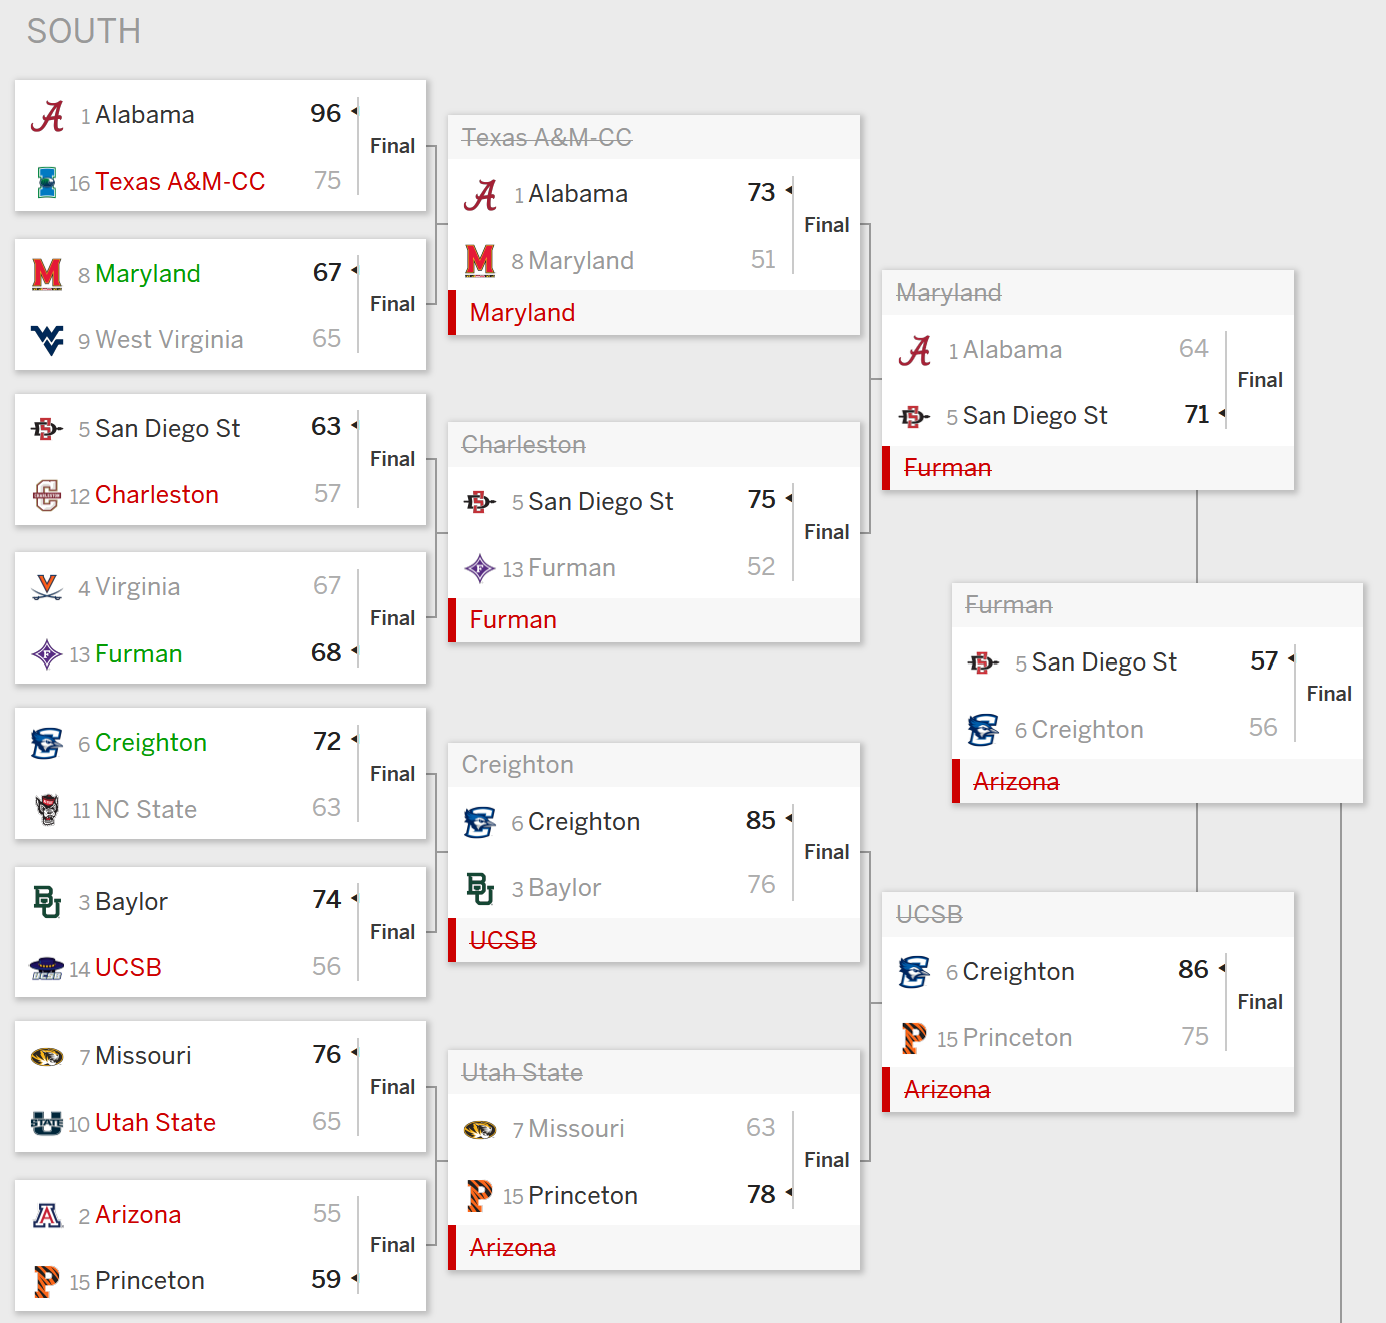 SOUTH
1 Alabama 96
Final
16 Texas A&M-CC 75
8 Maryland 67
Final
9 West Virginia 65
5 San Diego St 63
Final
12 Charleston 57
4 Virginia 67
Final
13 Furman 68
6 Creighton 72
Final
11 NC State 63
3 Baylor 74
Final
14 UCSB 56
7 Missouri 76
Final
10 Utah State 65
2 Arizona 55
Final
15 Princeton 59
Texas A&M-CC
1 Alabama 73
Final
8 Maryland 51
Maryland
Charleston
5 San Diego St 75
Final
13 Furman 52
Furman
Creighton
6 Creighton 85
Final
3 Baylor 76
UCSB
Utah State
7 Missouri 63
Final
15 Princeton 78
Arizona
Maryland
1 Alabama 64
Final
5 San Diego St 71
Furman
UCSB
6 Creighton 86
Final
15 Princeton 75
Arizona
Furman
5 San Diego St 57
Final
6 Creighton 56
Arizona